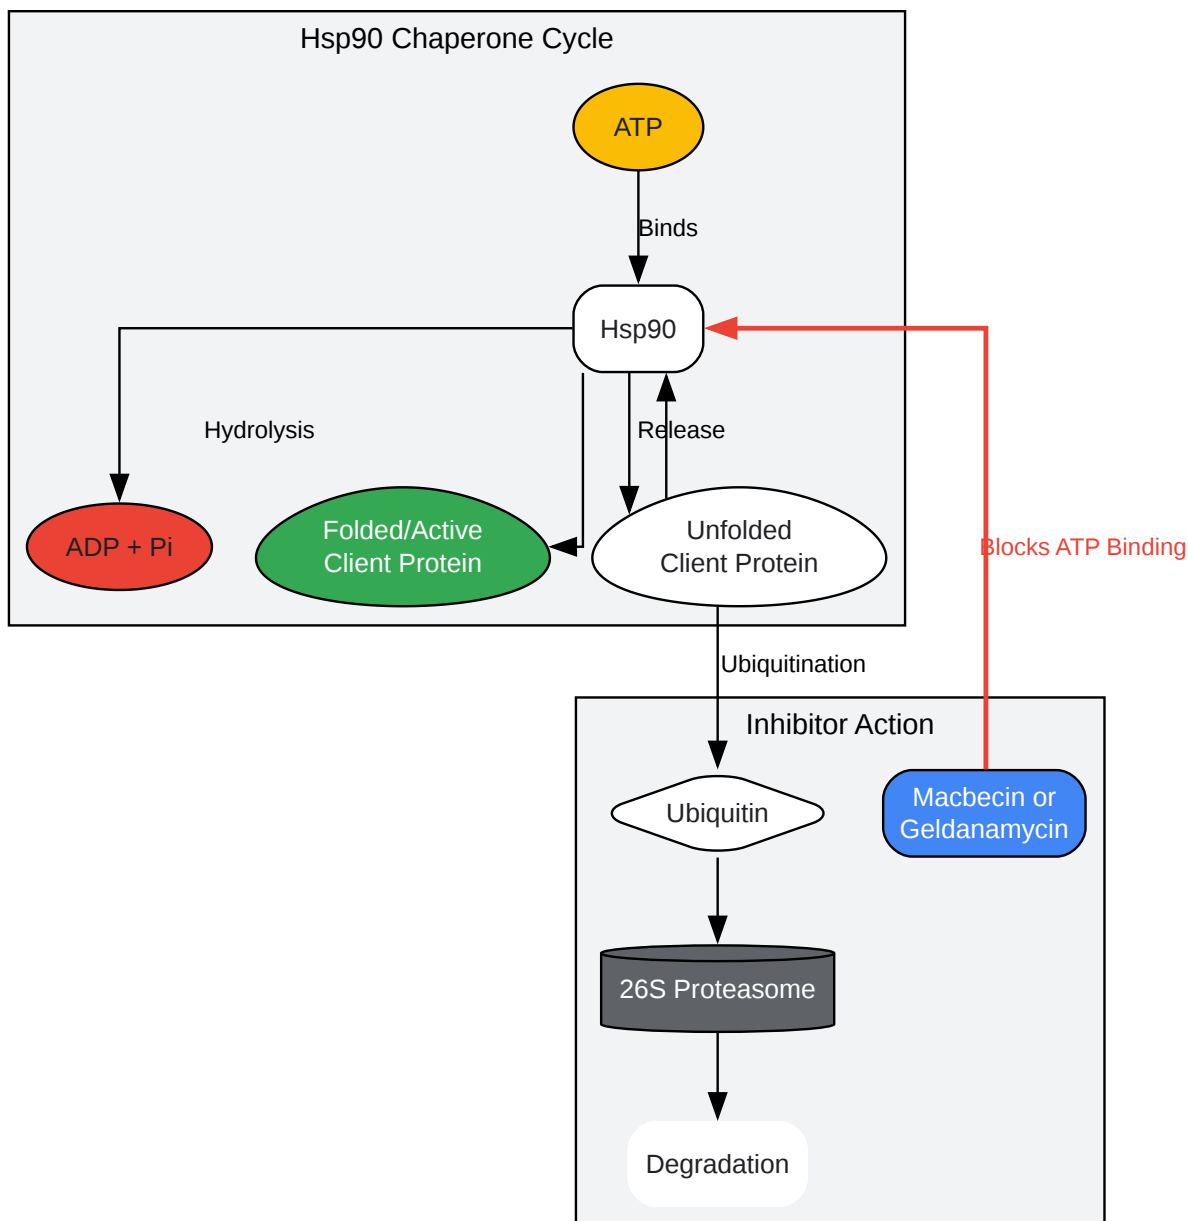 Hsp90 Chaperone Cycle
ATP
Binds
Hsp90
Hydrolysis
Release
ADP + Pi
Folded/Active
Client Protein
Unfolded
Client Protein
Blocks ATP Binding
Ubiquitination
Inhibitor Action
Ubiquitin
Macbecin or
Geldanamycin
26S Proteasome
Degradation